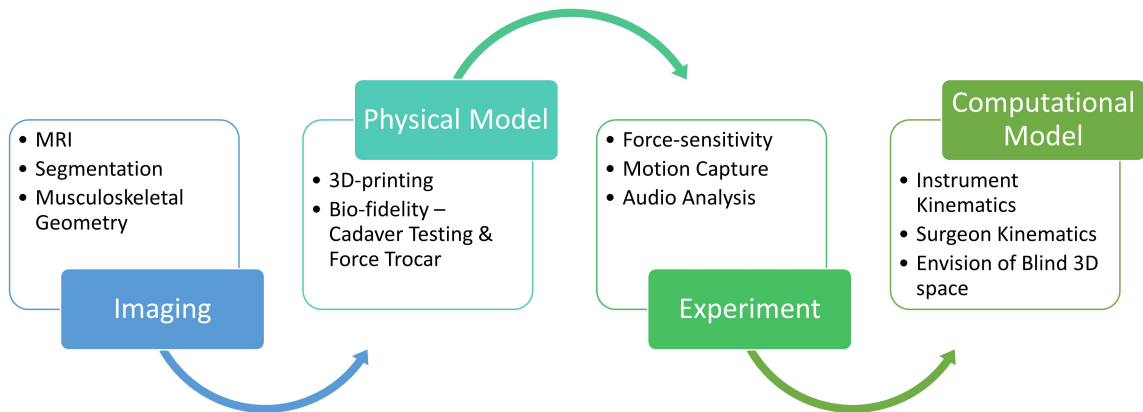 • MRI
• Segmentation
• Musculoskeletal
Geometry
Imaging
Physical Model
• 3D-printing
• Bio-fidelity –
Cadaver Testing &
Force Trocar
• Force-sensitivity
• Motion Capture
• Audio Analysis
Experiment
Computational
Model
• Instrument
Kinematics
• Surgeon Kinematics
• Envision of Blind 3D
space